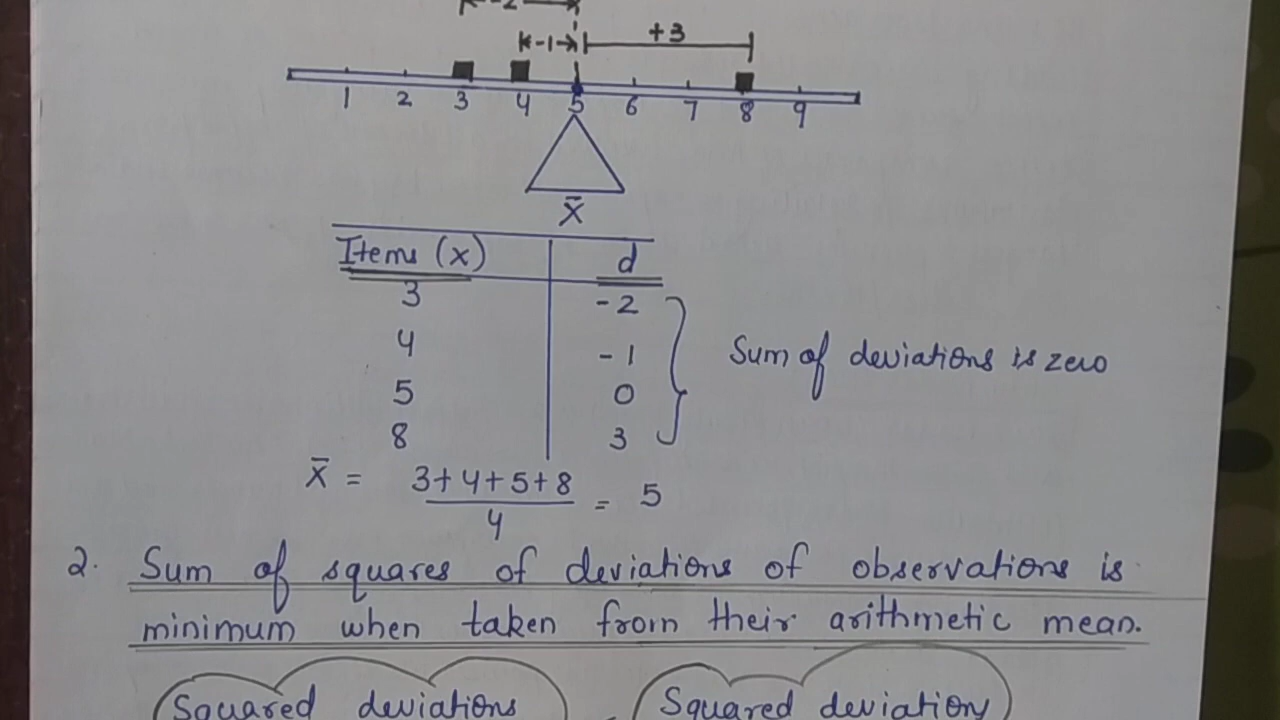 -2
-1
+3
1 2 3 4 5 6 7 8 9
X̄
Items (x) d
3 -2
4 -1
5 0
8 3
Sum of deviations is zero
X̄ = 3+4+5+8 / 4 = 5
2. Sum of squares of deviations of observations is
minimum when taken from their arithmetic mean.
Squared deviations
Squared deviation